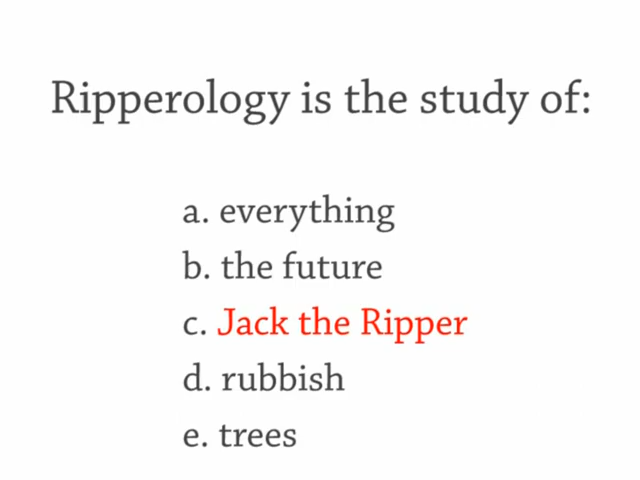 Ripperology is the study of:
a. everything
b. the future
c. Jack the Ripper
d. rubbish
e. trees